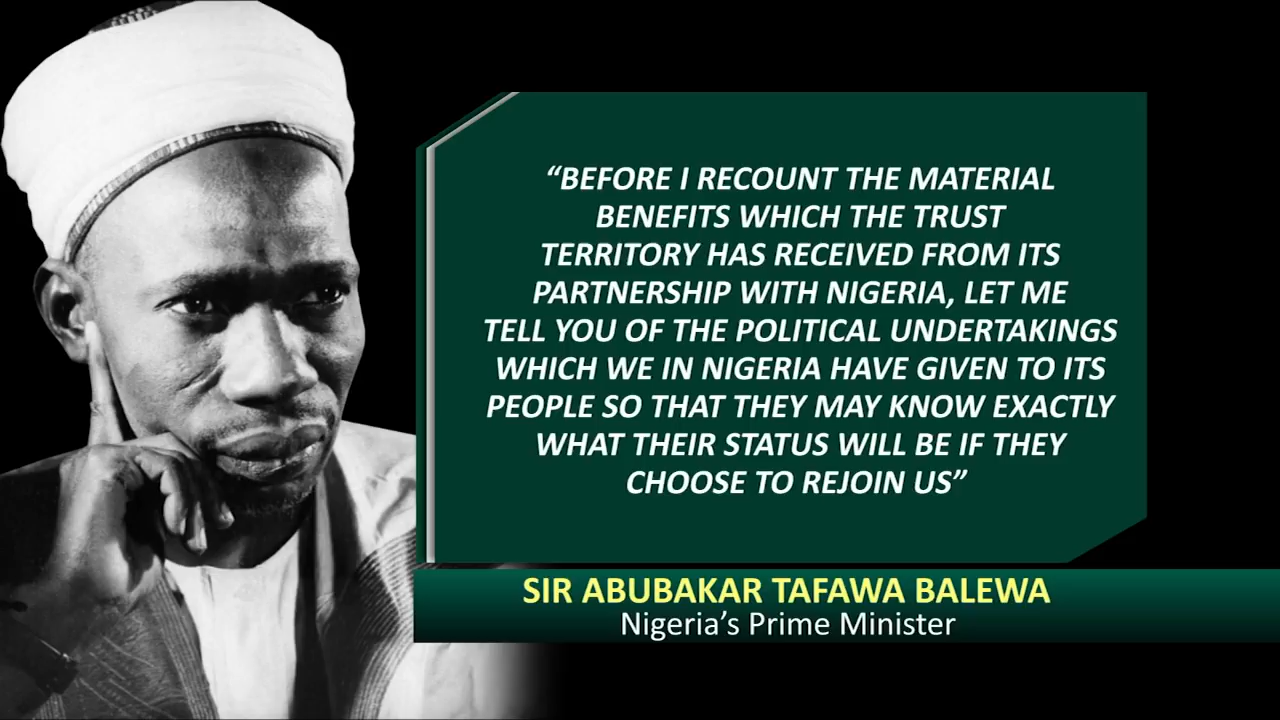 “BEFORE I RECOUNT THE MATERIAL
BENEFITS WHICH THE TRUST
TERRITORY HAS RECEIVED FROM ITS
PARTNERSHIP WITH NIGERIA, LET ME
TELL YOU OF THE POLITICAL UNDERTAKINGS
WHICH WE IN NIGERIA HAVE GIVEN TO ITS
PEOPLE SO THAT THEY MAY KNOW EXACTLY
WHAT THEIR STATUS WILL BE IF THEY
CHOOSE TO REJOIN US”
SIR ABUBAKAR TAFAWA BALEWA
Nigeria’s Prime Minister